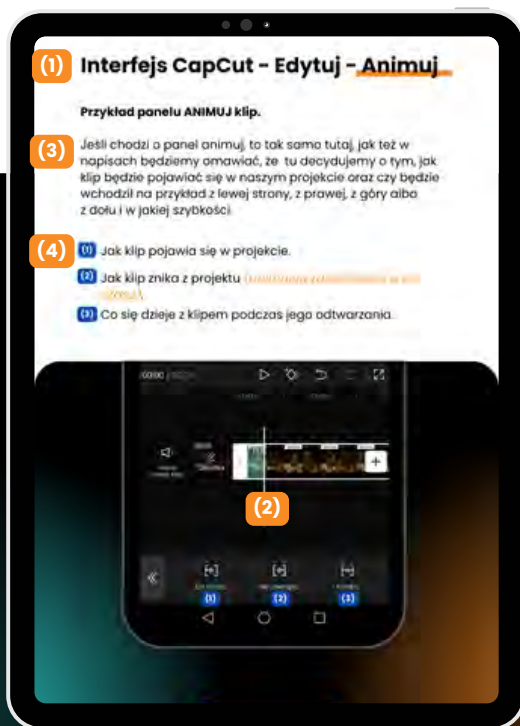 (1) Interfejs CapCut - Edytuj - Animuj
Przykład panelu ANIMUJ klip.
(3) Jeśli chodzi o panel animuj, to tak samo tutaj, jak też w
napisach będziemy omawiać, że tu decydujemy o tym, jak
klip będzie pojawiać się w naszym projekcie oraz czy będzie
wchodził na przykład z lewej strony, z prawej, z góry albo
z dołu i w jakiej szybkości.
(4) (1) Jak klip pojawia się w projekcie.
(2) Jak klip znika z projektu
(3) Co się dzieje z klipem podczas jego odtwarzania.
00:00
+
(2)
(1) (2) (3)